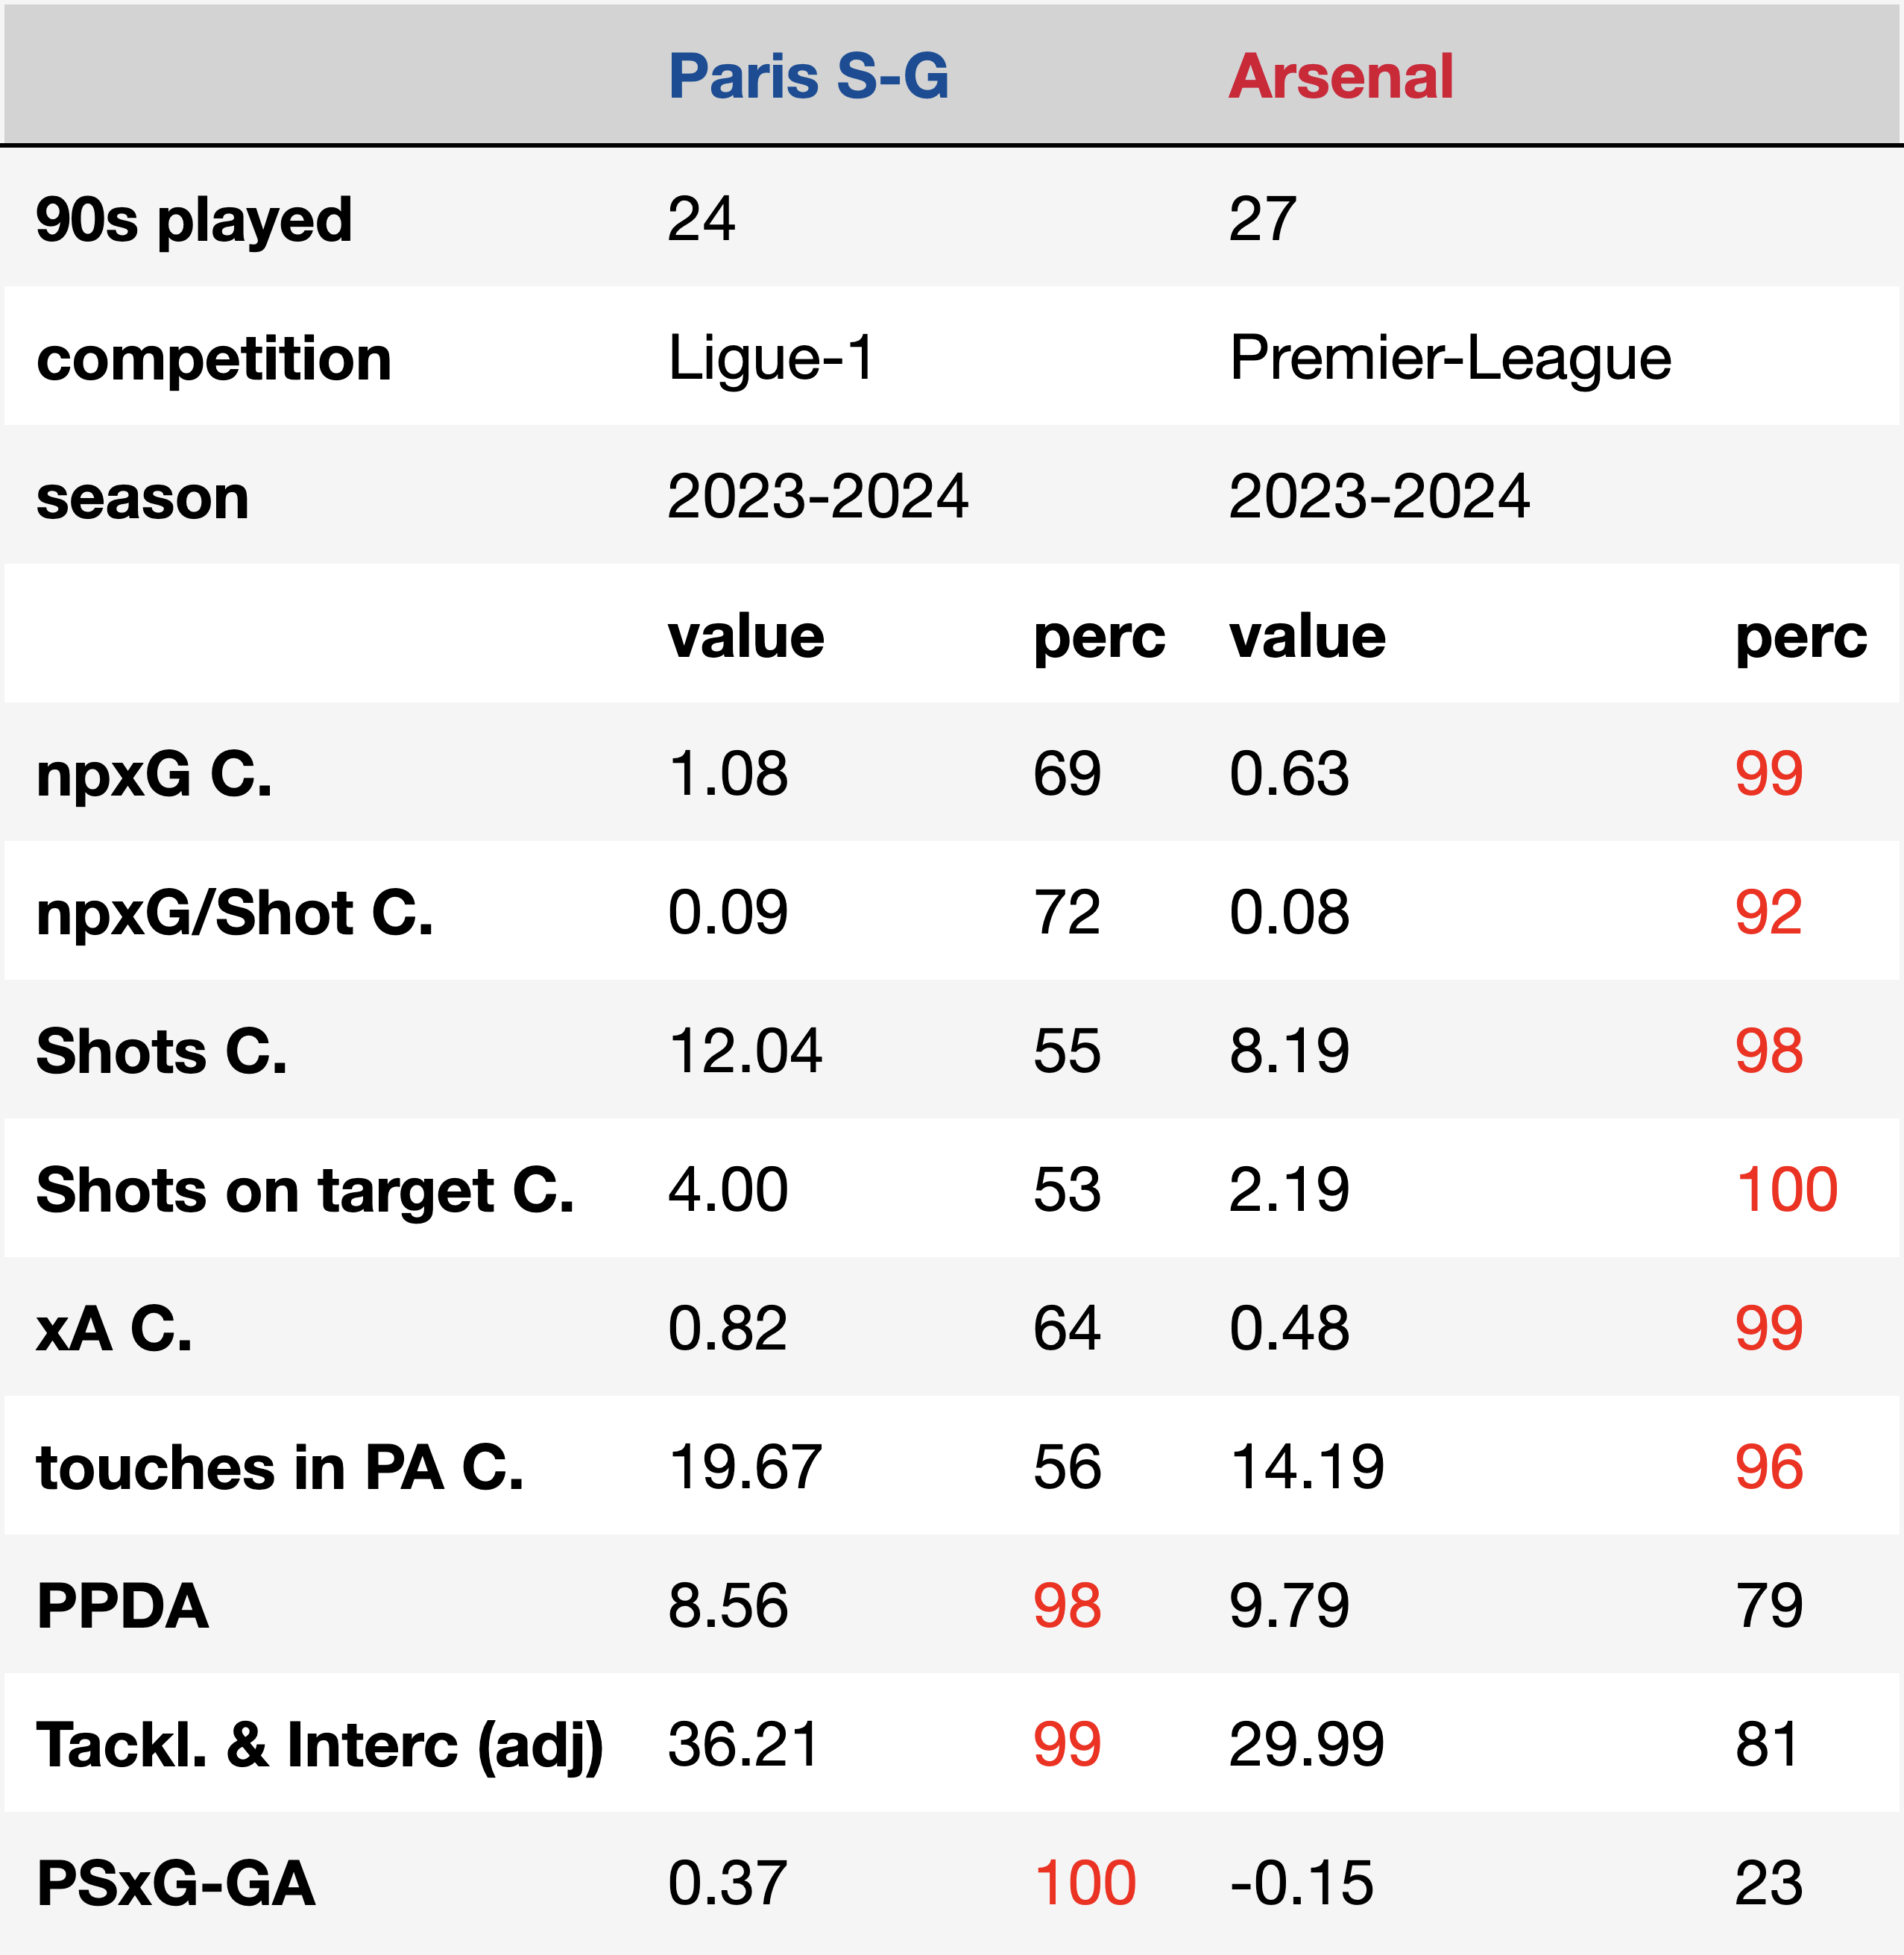 Paris S-G Arsenal
90s played 24 27
competition Ligue-1 Premier-League
season 2023-2024 2023-2024
value perc value perc
npxG C. 1.08 69 0.63 99
npxG/Shot C. 0.09 72 0.08 92
Shots C. 12.04 55 8.19 98
Shots on target C. 4.00 53 2.19 100
xA C. 0.82 64 0.48 99
touches in PA C. 19.67 56 14.19 96
PPDA 8.56 98 9.79 79
Tackl. & Interc (adj) 36.21 99 29.99 81
PSxG-GA 0.37 100 -0.15 23